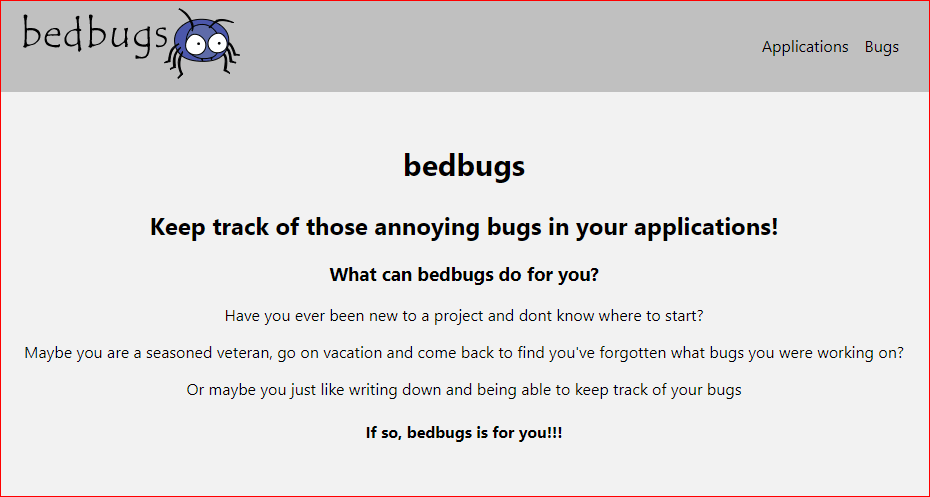 bedbugs
Applications Bugs
bedbugs
Keep track of those annoying bugs in your applications!
What can bedbugs do for you?
Have you ever been new to a project and dont know where to start?
Maybe you are a seasoned veteran, go on vacation and come back to find you've forgotten what bugs you were working on?
Or maybe you just like writing down and being able to keep track of your bugs
If so, bedbugs is for you!!!